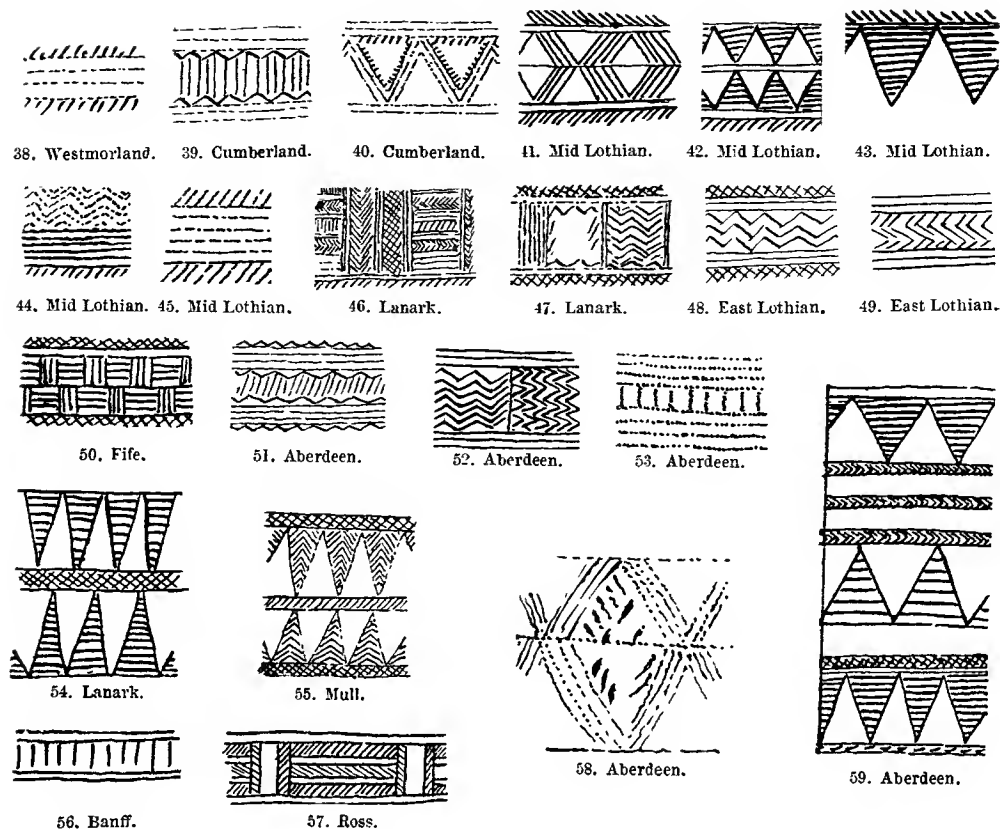 38. Westmorland. 39. Cumberland. 40. Cumberland. 41. Mid Lothian. 42. Mid Lothian. 43. Mid Lothian.
44. Mid Lothian. 45. Mid Lothian. 46. Lanark. 47. Lanark. 48. East Lothian. 49. East Lothian.
50. Fife. 51. Aberdeen. 52. Aberdeen. 53. Aberdeen.
54. Lanark. 55. Mull.
58. Aberdeen. 59. Aberdeen.
56. Banff. 57. Ross.